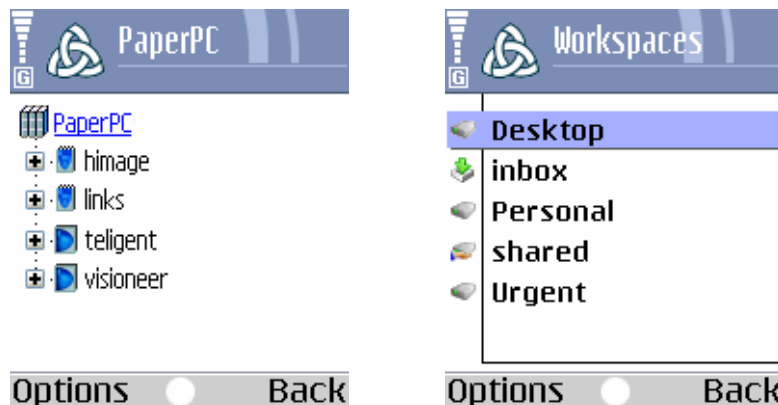 PaperPC
G
PaperPC
himage
links
teligent
visioneer
Options Back
Workspaces
G
Desktop
inbox
Personal
shared
Urgent
Options Back